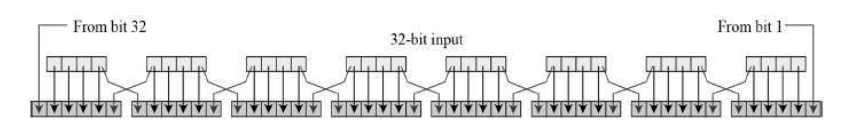 From bit 32
From bit 1
32-bit input